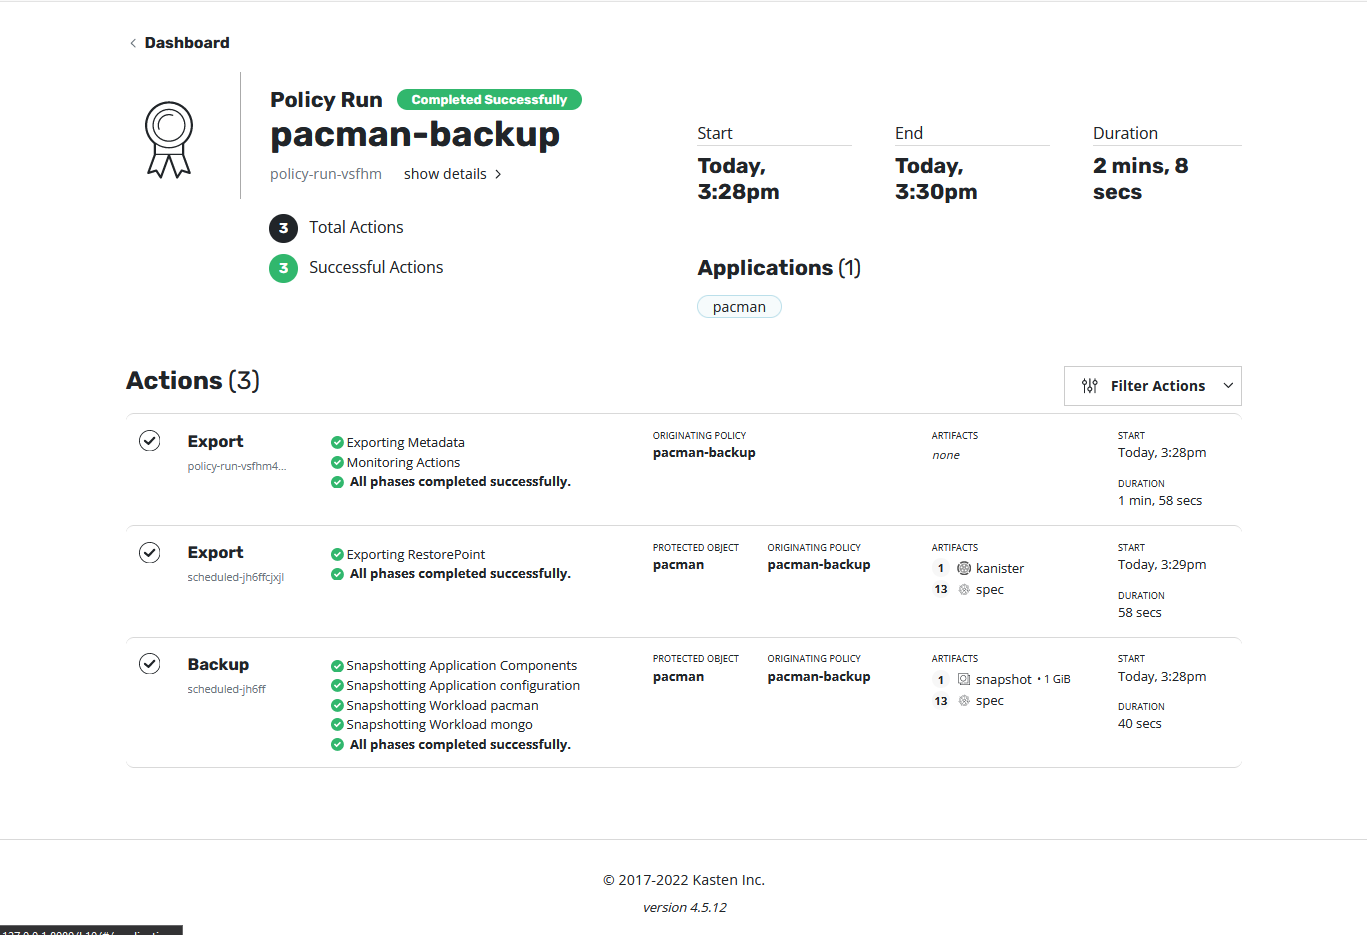 Dashboard
Policy Run Completed Successfully
pacman-backup
policy-run-vsfhm show details
3 Total Actions
3 Successful Actions
Start
Today,
3:28pm
End
Today,
3:30pm
Duration
2 mins, 8
secs
Applications (1)
pacman
Actions (3)
Filter Actions
Export
policy-run-vsfhm4...
Exporting Metadata
Monitoring Actions
All phases completed successfully.
ORIGINATING POLICY
pacman-backup
ARTIFACTS
none
START
Today, 3:28pm
DURATION
1 min, 58 secs
Export
scheduled-jh6ffcjxjl
Exporting RestorePoint
All phases completed successfully.
PROTECTED OBJECT
pacman
ORIGINATING POLICY
pacman-backup
ARTIFACTS
1 kanister
13 spec
START
Today, 3:29pm
DURATION
58 secs
Backup
scheduled-jh6ff
Snapshotting Application Components
Snapshotting Application configuration
Snapshotting Workload pacman
Snapshotting Workload mongo
All phases completed successfully.
PROTECTED OBJECT
pacman
ORIGINATING POLICY
pacman-backup
ARTIFACTS
1 snapshot • 1 GiB
13 spec
START
Today, 3:28pm
DURATION
40 secs
© 2017-2022 Kasten Inc.
version 4.5.12